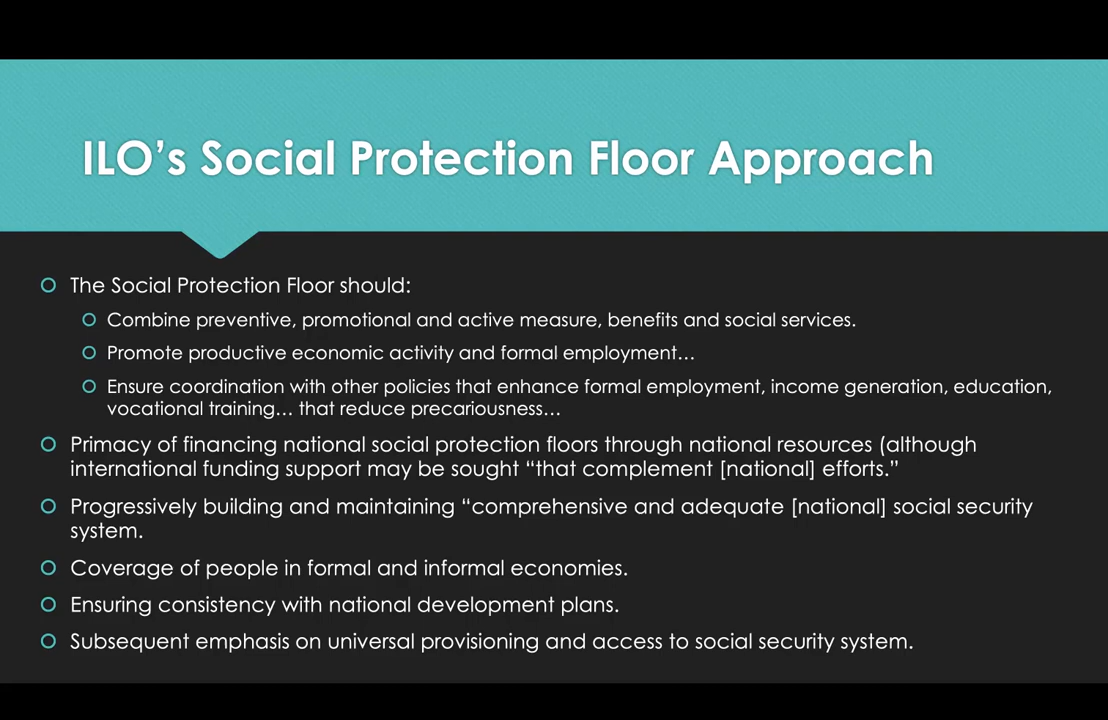 ILO’s Social Protection Floor Approach
The Social Protection Floor should:
Combine preventive, promotional and active measure, benefits and social services.
Promote productive economic activity and formal employment…
Ensure coordination with other policies that enhance formal employment, income generation, education,
vocational training… that reduce precariousness…
Primacy of financing national social protection floors through national resources (although
international funding support may be sought “that complement [national] efforts.”
Progressively building and maintaining “comprehensive and adequate [national] social security
system.
Coverage of people in formal and informal economies.
Ensuring consistency with national development plans.
Subsequent emphasis on universal provisioning and access to social security system.